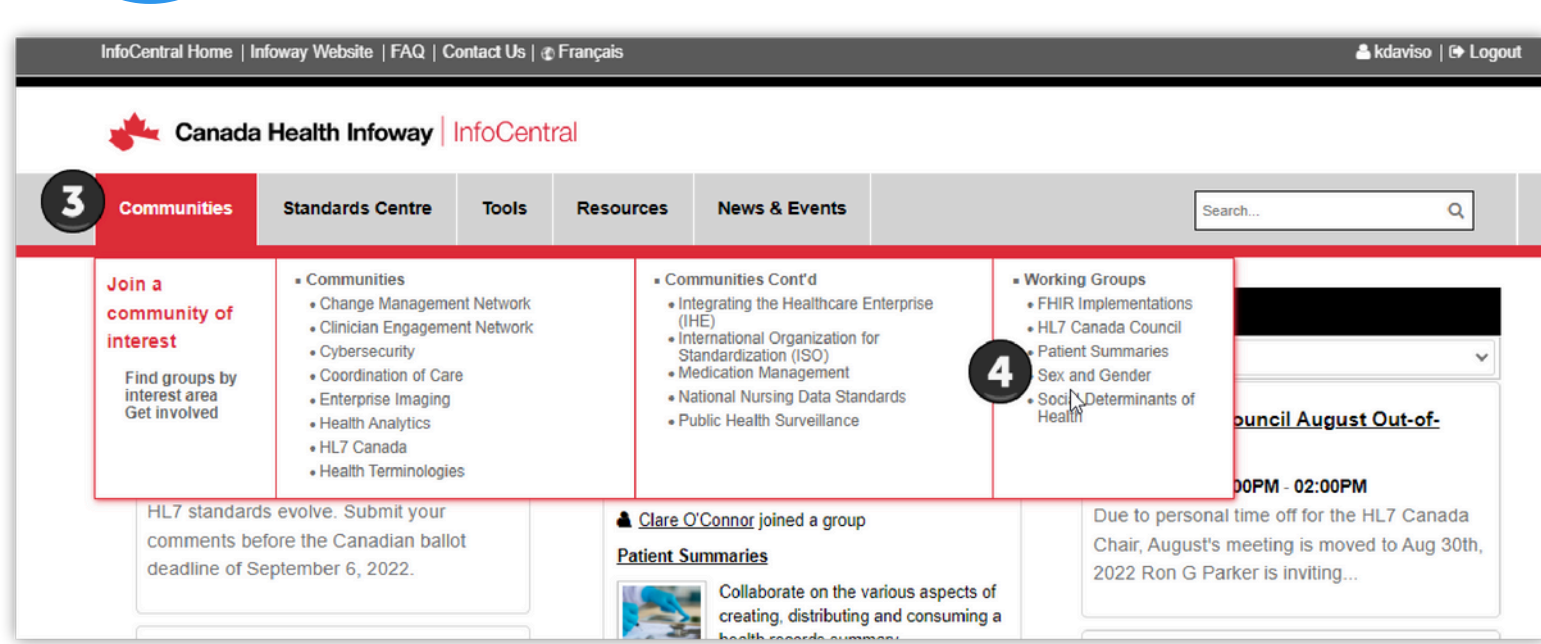 InfoCentral Home | Infoway Website | FAQ | Contact Us | Français
kdaviso | Logout
Canada Health Infoway | InfoCentral
3
Communities
Standards Centre
Tools
Resources
News & Events
Search...
Join a
community of
interest
Find groups by
interest area
Get involved
Communities
Change Management Network
Clinician Engagement Network
Cybersecurity
Coordination of Care
Enterprise Imaging
Health Analytics
HL7 Canada
Health Terminologies
Communities Cont'd
Integrating the Healthcare Enterprise
(IHE)
International Organization for
Standardization (ISO)
Medication Management
National Nursing Data Standards
Public Health Surveillance
Working Groups
FHIR Implementations
HL7 Canada Council
Patient Summaries
4
Sex and Gender
Social Determinants of
Health
HL7 standards evolve. Submit your
comments before the Canadian ballot
deadline of September 6, 2022.
Clare O'Connor joined a group
Patient Summaries
Collaborate on the various aspects of
creating, distributing and consuming a
health records summary
August Out-of-
- 02:00PM
Due to personal time off for the HL7 Canada
Chair, August's meeting is moved to Aug 30th,
2022 Ron G Parker is inviting...